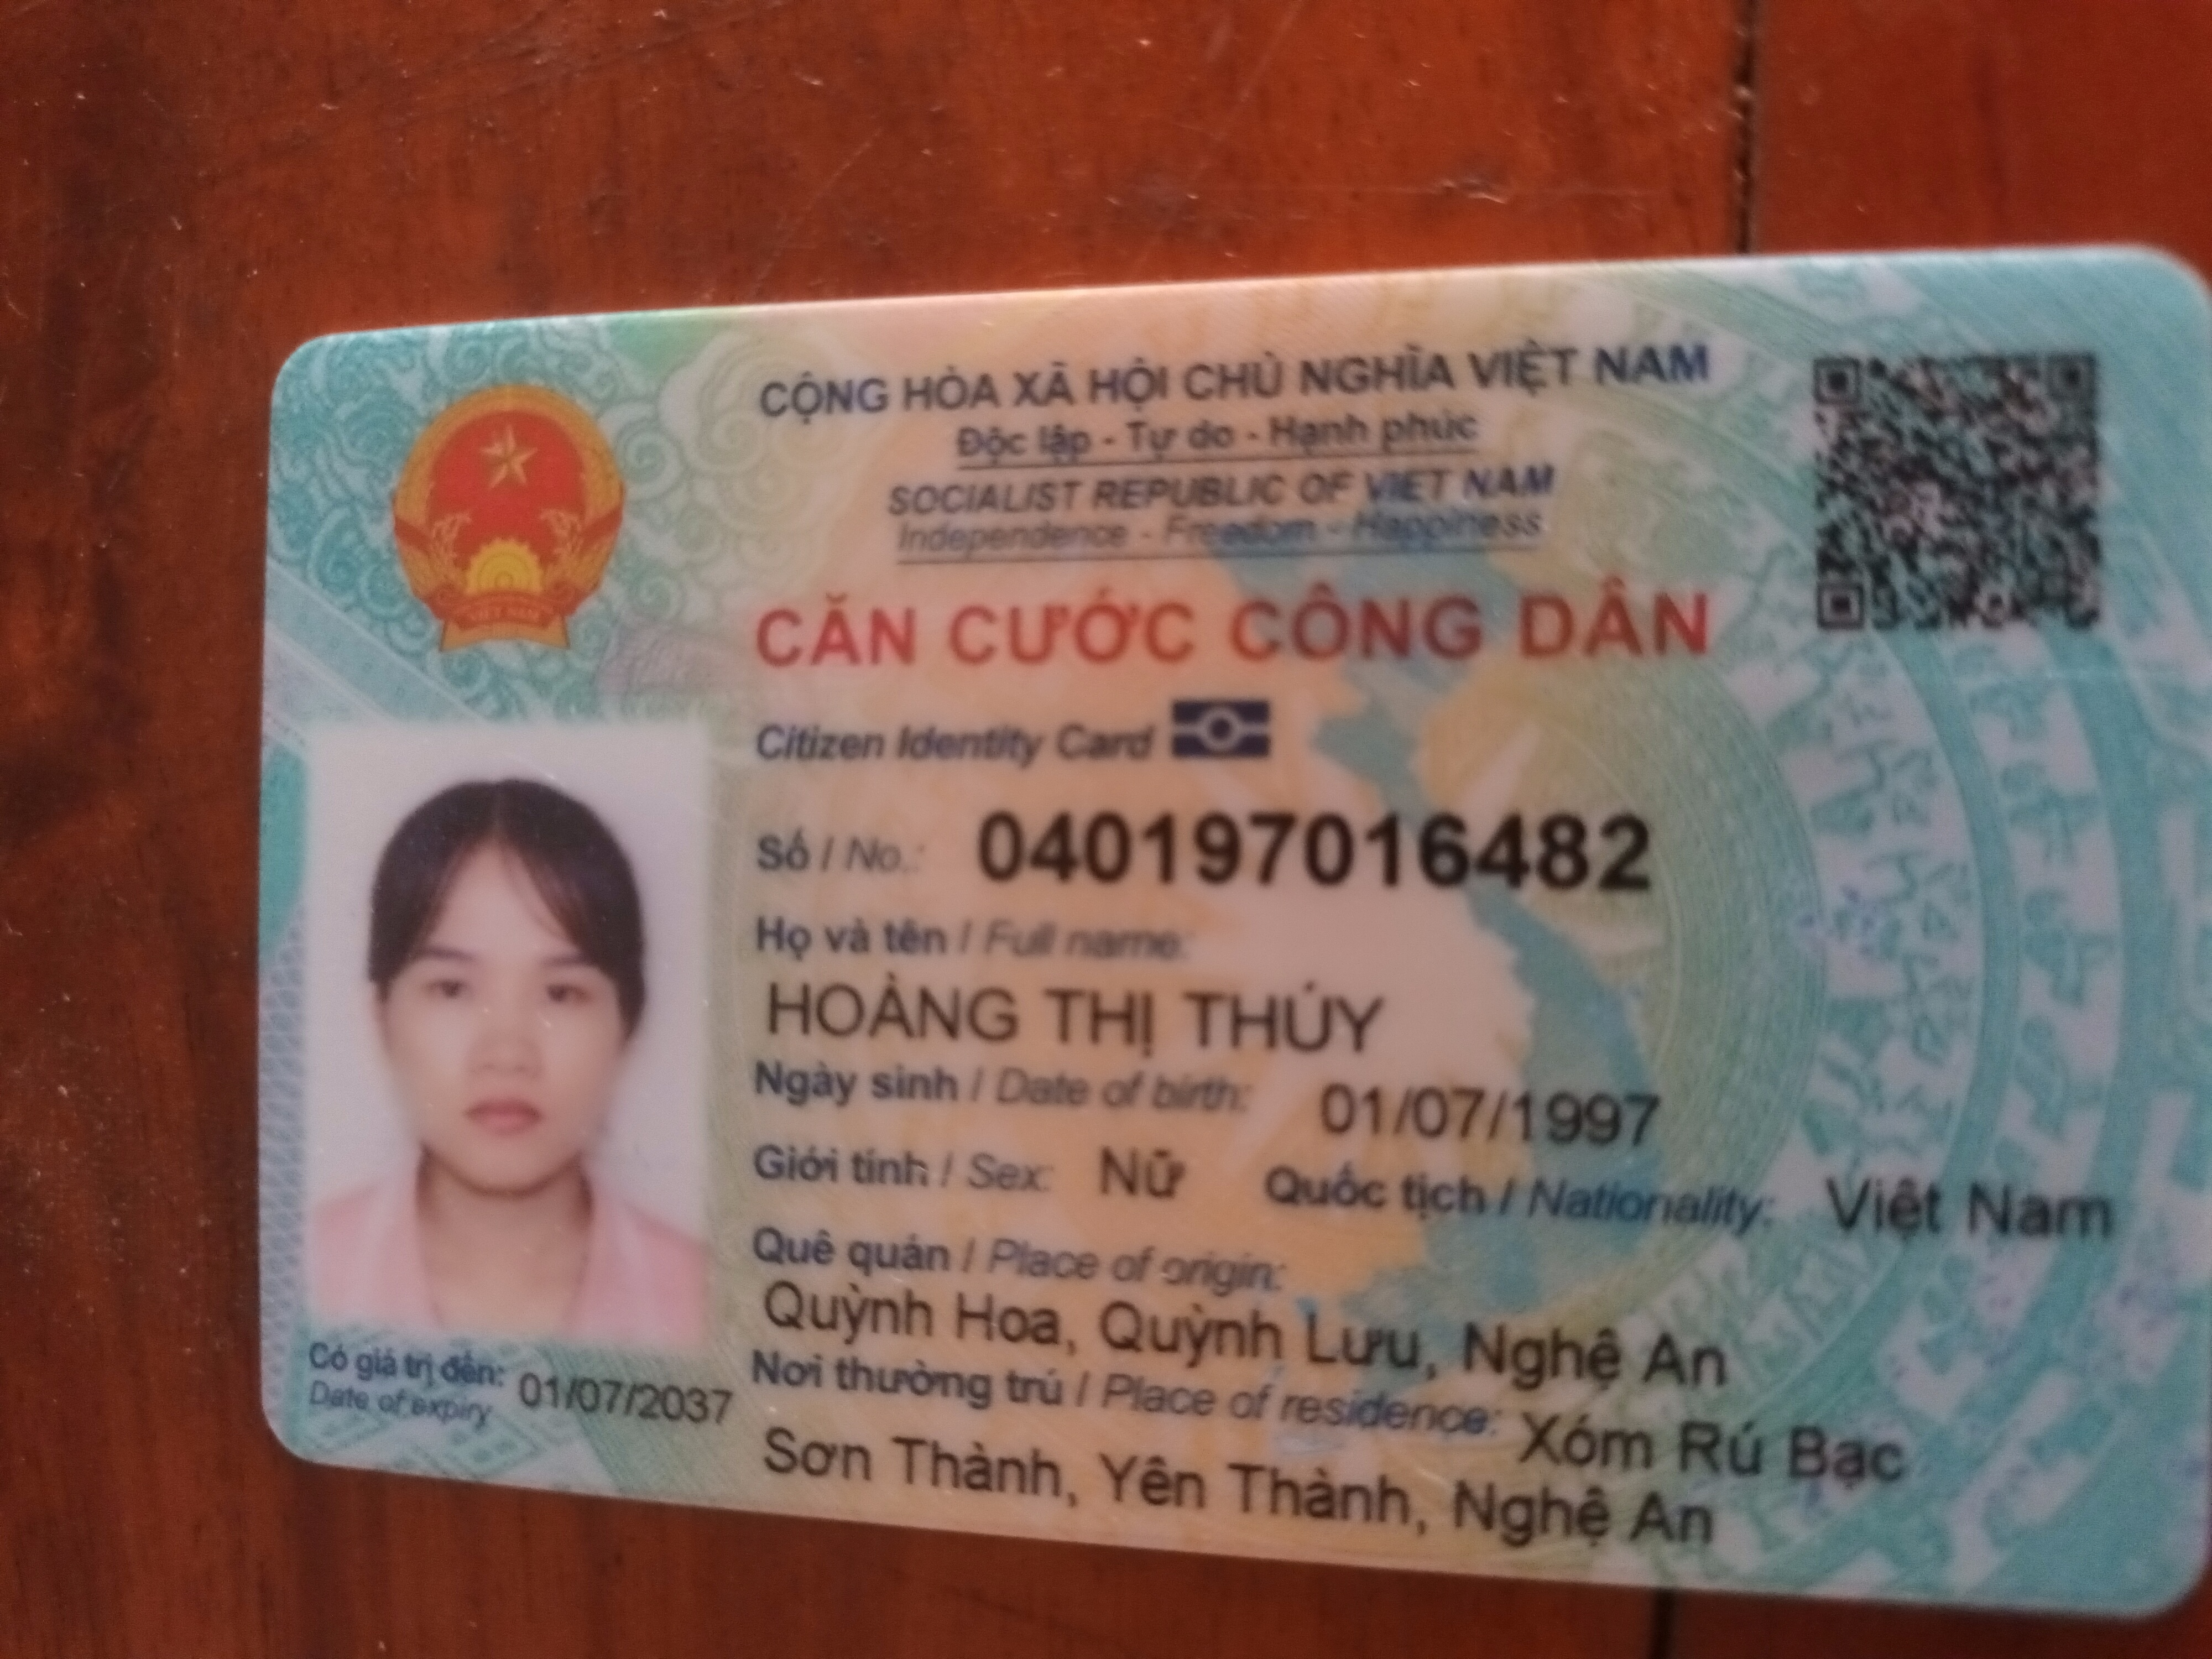 CỘNG HÒA XÃ HỘI CHỦ NGHĨA VIỆT NAM
Độc lập - Tự do - Hạnh phúc
SOCIALIST REPUBLIC OF VIET NAM
Independence - Freedom - Happiness
CĂN CƯỚC CÔNG DÂN
Citizen Identity Card
Số / No.: 040197016482
Họ và tên / Full name:
HOÀNG THỊ THÚY
Ngày sinh / Date of birth: 01/07/1997
Giới tính / Sex: Nữ Quốc tịch / Nationality: Việt Nam
Quê quán / Place of origin:
Quỳnh Hoa, Quỳnh Lưu, Nghệ An
Nơi thường trú / Place of residence: Xóm Rú Bạc
Sơn Thành, Yên Thành, Nghệ An
Có giá trị đến: 01/07/2037
Date of expiry
VIỆT NAM